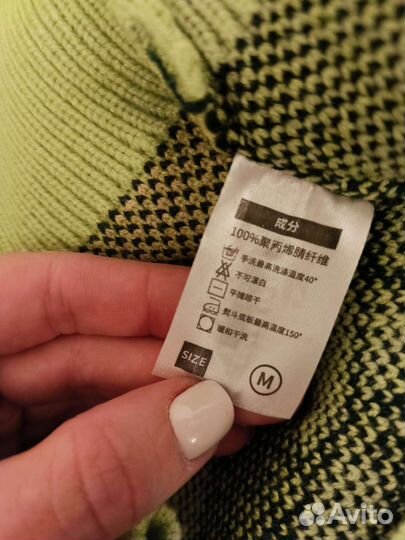 成分
100%聚丙烯腈纤维
手洗最高洗涤温度40°
不可漂白
平摊晾干
熨斗底板最高温度150°
缓和干洗
SIZE
M
Avito